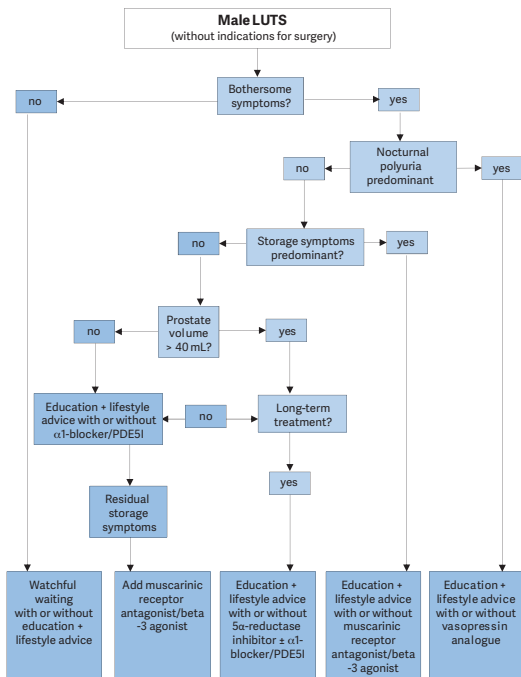 Male LUTS
(without indications for surgery)
Bothersome
symptoms?
no
yes
Nocturnal
polyuria
predominant
no
yes
Storage symptoms
predominant?
no
yes
Prostate
volume
> 40 mL?
no
yes
Education + lifestyle
advice with or without
α1-blocker/PDE5I
no
Long-term
treatment?
yes
Residual
storage
symptoms
Watchful
waiting
with or without
education +
lifestyle advice
Add muscarinic
receptor
antagonist/beta
-3 agonist
Education +
lifestyle advice
with or without
5α-reductase
inhibitor ± α1-
blocker/PDE5I
Education +
lifestyle advice
with or without
muscarinic
receptor
antagonist/beta
-3 agonist
Education +
lifestyle advice
with or without
vasopressin
analogue